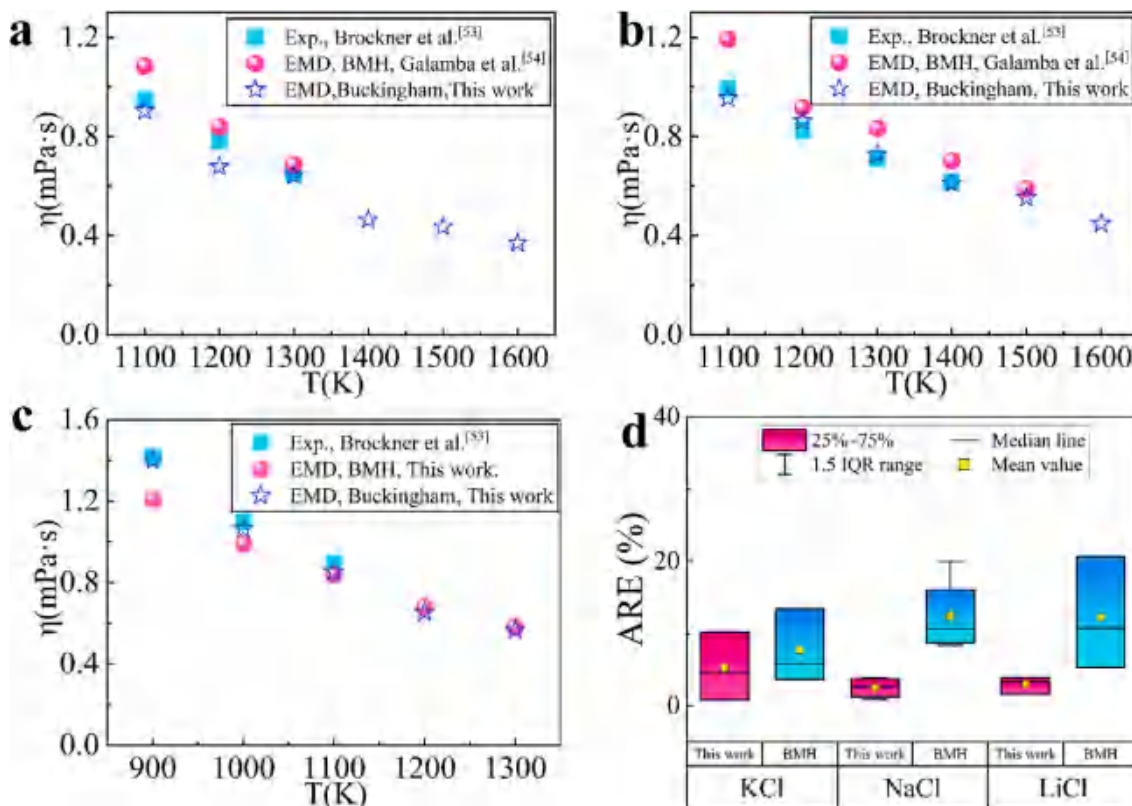 a
1.2
0.8
0.4
0.0
η(mPa·s)
Exp., Brockner et al.[53]
EMD, BMH, Galamba et al.[54]
EMD,Buckingham,This work
1100 1200 1300 1400 1500 1600
T(K)
b
1.2
0.8
0.4
0.0
η(mPa·s)
Exp., Brockner et al.[53]
EMD, BMH, Galamba et al.[54]
EMD, Buckingham, This work
1100 1200 1300 1400 1500 1600
T(K)
c
1.6
1.2
0.8
0.4
0.0
η(mPa·s)
Exp., Brockner et al.[53]
EMD, BMH, This work.
EMD, Buckingham, This work
900 1000 1100 1200 1300
T(K)
d
40
20
0
ARE (%)
25%~75%
1.5 IQR range
Median line
Mean value
This work BMH This work BMH This work BMH
KCl NaCl LiCl